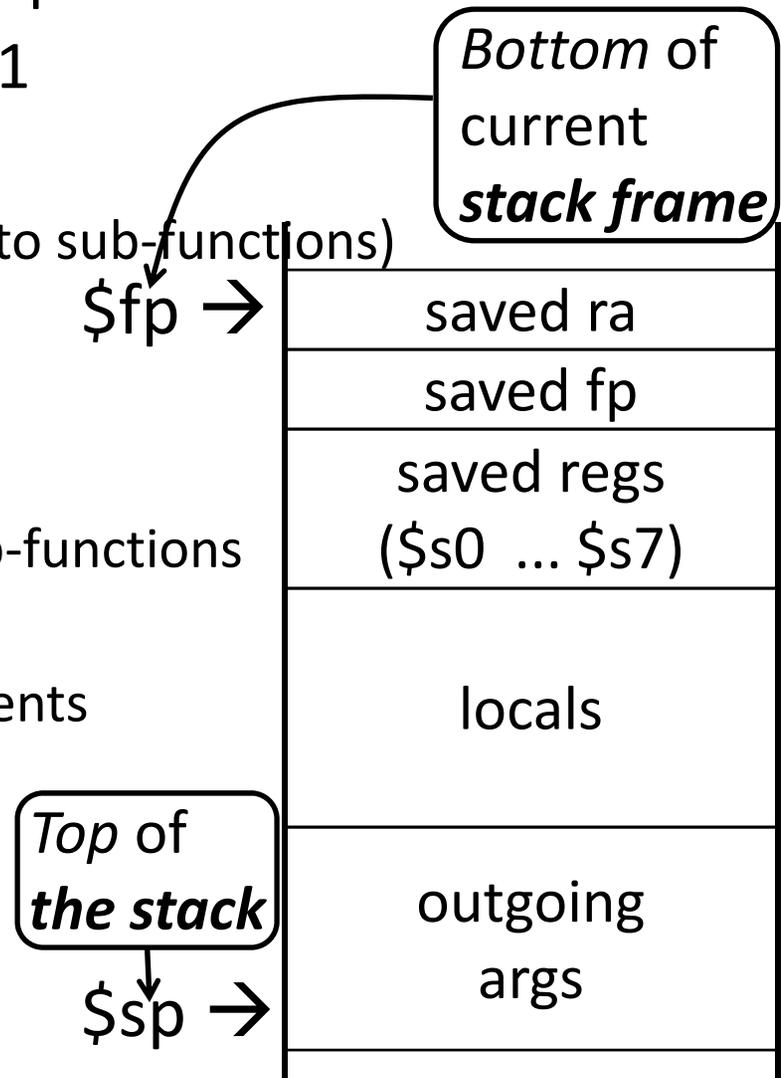 1
Bottom of
current
stack frame
to sub-functions)
$fp →
saved ra
saved fp
saved regs
($s0 ... $s7)
-functions
ents
locals
Top of
the stack
outgoing
args
$sp →